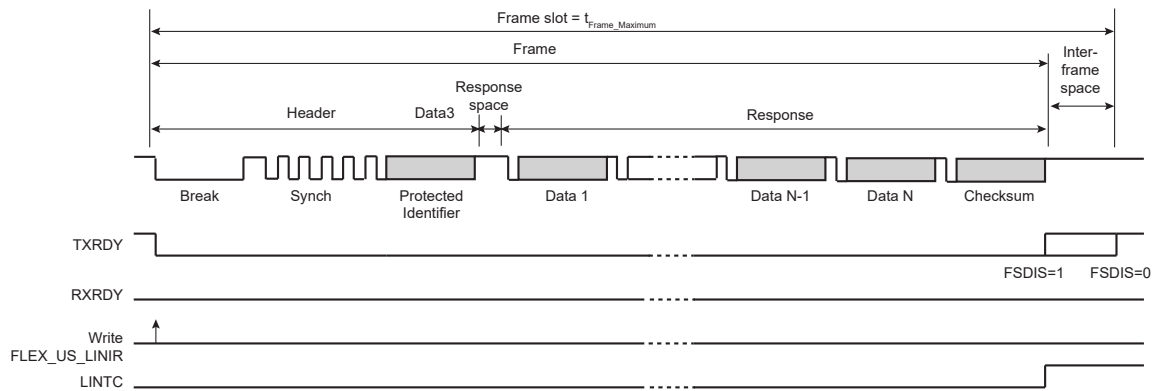 Frame slot = tFrame_Maximum
Frame
Inter-
frame
space
Response
space
Header
Data3
Response
Break
Synch
Protected
Identifier
Data 1
Data N-1
Data N
Checksum
TXRDY
FSDIS=1
FSDIS=0
RXRDY
Write
FLEX_US_LINIR
LINTC